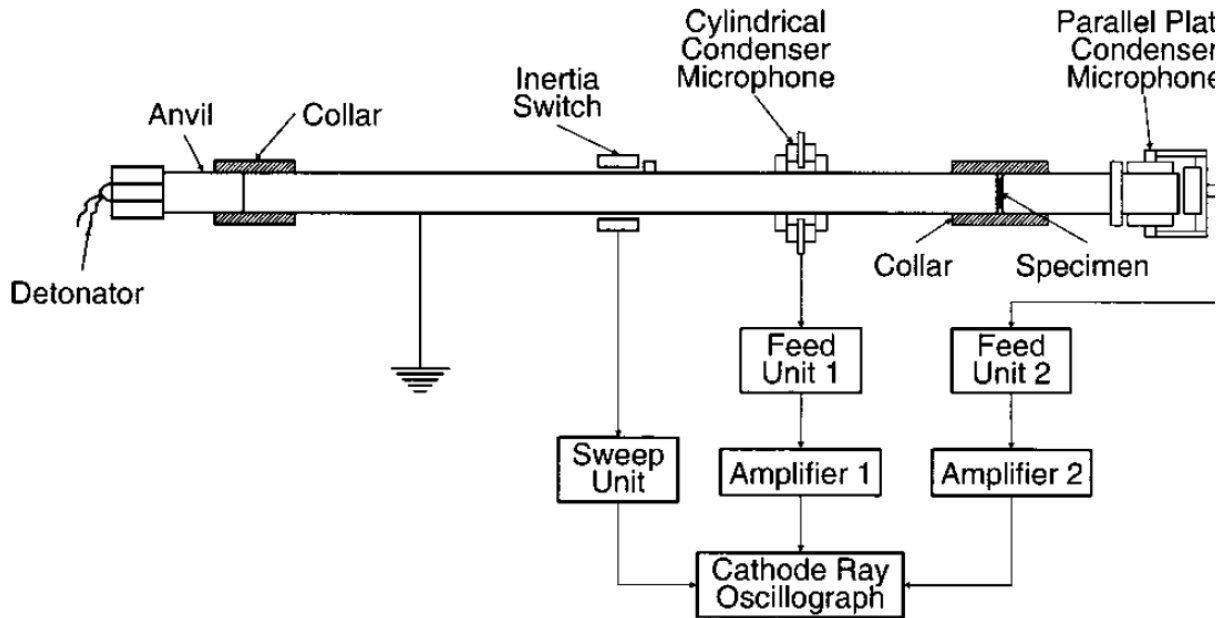 Cylindrical
Condenser
Microphone
Parallel Plat
Condenser
Microphone
Inertia
Switch
Anvil
Collar
Detonator
Collar
Specimen
Feed
Unit 1
Feed
Unit 2
Sweep
Unit
Amplifier 1
Amplifier 2
Cathode Ray
Oscillograph